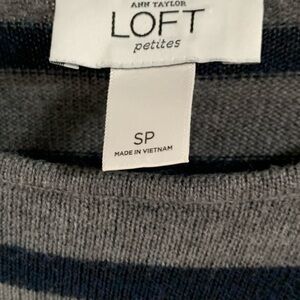 ANN TAYLOR
LOFT
petites
SP
MADE IN VIETNAM